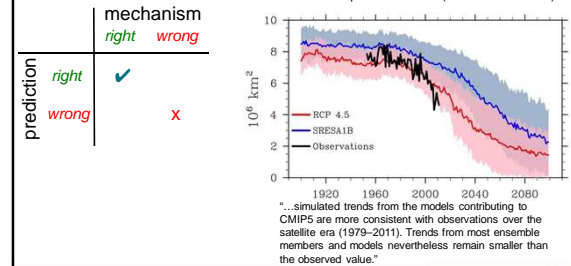 mechanism
right wrong
prediction
right ✔
wrong x
10
8
6
4
2
0
10⁶ km²
RCP 4.5
SRESA1B
Observations
1920 1960 2000 2040 2080
“…simulated trends from the models contributing to
CMIP5 are more consistent with observations over the
satellite era (1979–2011). Trends from most ensemble
members and models nevertheless remain smaller than
the observed value.”